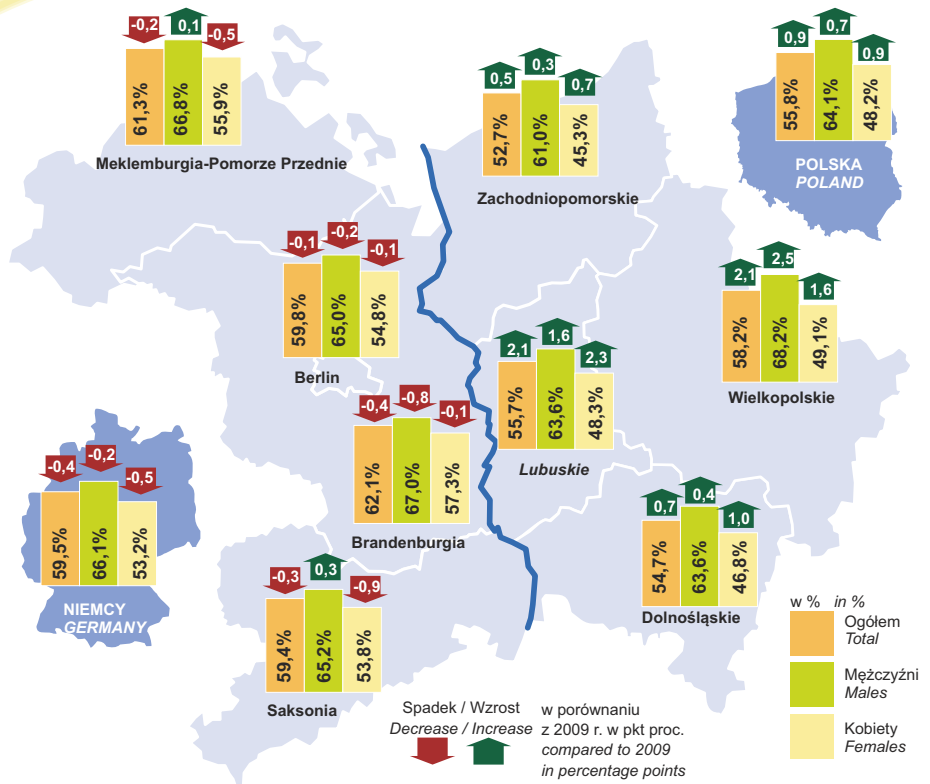 -0,2
0,1
-0,5
61,3%
66,8%
55,9%
Meklemburgia-Pomorze Przednie
0,5
0,3
0,7
52,7%
61,0%
45,3%
Zachodniopomorskie
0,9
0,7
0,9
55,8%
64,1%
48,2%
POLSKA
POLAND
-0,1
-0,2
-0,1
59,8%
65,0%
54,8%
Berlin
2,1
1,6
2,3
55,7%
63,6%
48,3%
Lubuskie
2,1
2,5
1,6
58,2%
68,2%
49,1%
Wielkopolskie
-0,4
-0,8
-0,1
62,1%
67,0%
57,3%
Brandenburgia
-0,4
-0,2
-0,5
59,5%
66,1%
53,2%
NIEMCY
GERMANY
-0,3
0,3
-0,9
59,4%
65,2%
53,8%
Saksonia
0,7
0,4
1,0
54,7%
63,6%
46,8%
Dolnośląskie
w % in %
Ogółem
Total
Mężczyźni
Males
Kobiety
Females
Spadek / Wzrost
Decrease / Increase
w porównaniu
z 2009 r. w pkt proc.
compared to 2009
in percentage points